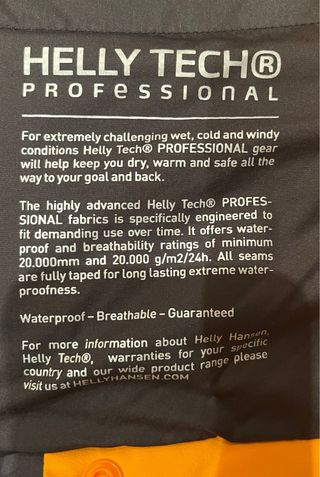 HELLY TECH®
PROFeSSIONAL
For extremely challenging wet, cold and windy
conditions Helly Tech® PROFESSIONAL gear
will help keep you dry, warm and safe all the
way to your goal and back.
The highly advanced Helly Tech® PROFES-
SIONAL fabrics is specifically engineered to
fit demanding use over time. It offers water-
proof and breathability ratings of minimum
20.000mm and 20.000 g/m2/24h. All seams
are fully taped for long lasting extreme water-
proofness.
Waterproof – Breathable – Guaranteed
For more information about Helly Hansen,
Helly Tech®, warranties for your specific
country and our wide product range please
visit us at HELLYHANSEN.COM